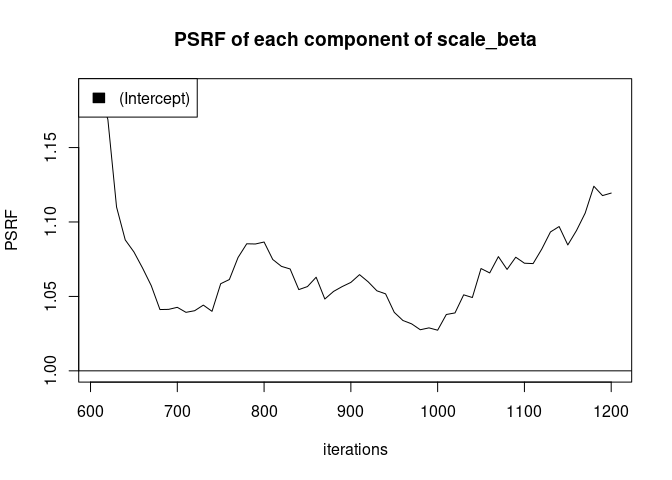 PSRF of each component of scale_beta
(Intercept)
PSRF
1.15
1.10
1.05
1.00
600 700 800 900 1000 1100 1200
iterations